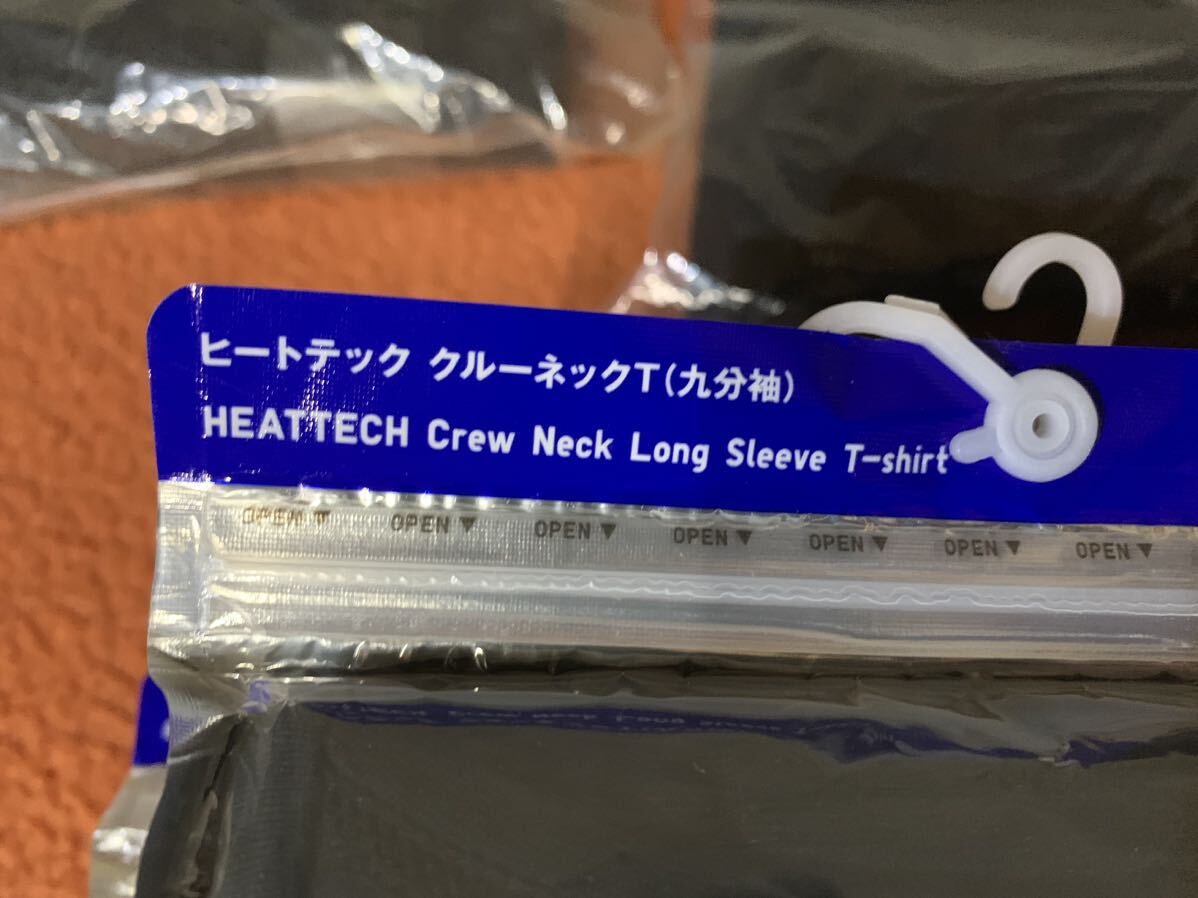 ヒートテック クルーネックT(九分袖)
HEATTECH Crew Neck Long Sleeve T-shirt
OPEN▼ OPEN▼ OPEN▼ OPEN▼ OPEN▼ OPEN▼ OPEN▼